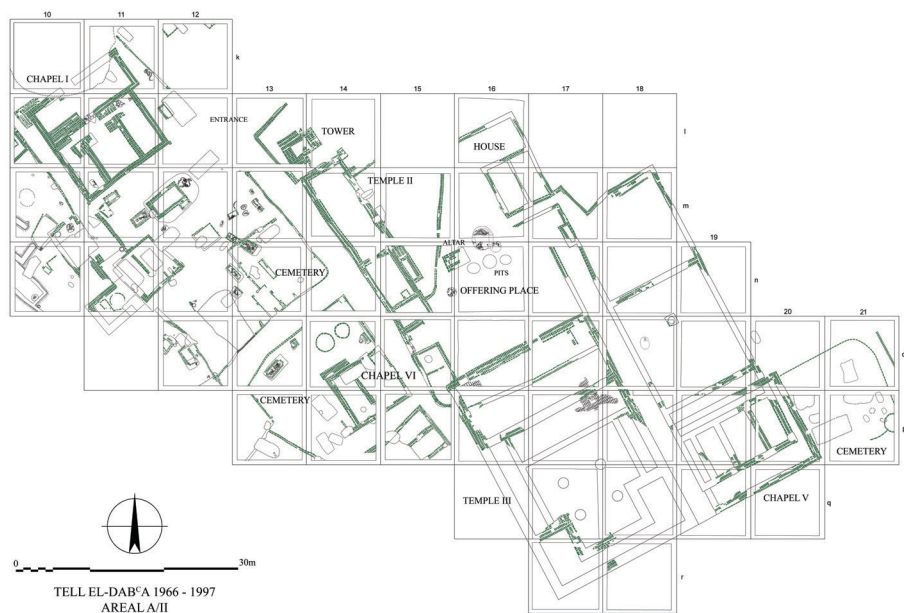 10 11 12
k
CHAPEL I
13 14 15 16 17 18
ENTRANCE
TOWER
HOUSE
l
TEMPLE II
m
ALTAR
19
CEMETERY
PITS
n
OFFERING PLACE
20 21
o
CHAPEL VI
CEMETERY
p
CEMETERY
TEMPLE III
CHAPEL V
q
0 30m
r
TELL EL-DABᶜA 1966 - 1997
AREAL A/II